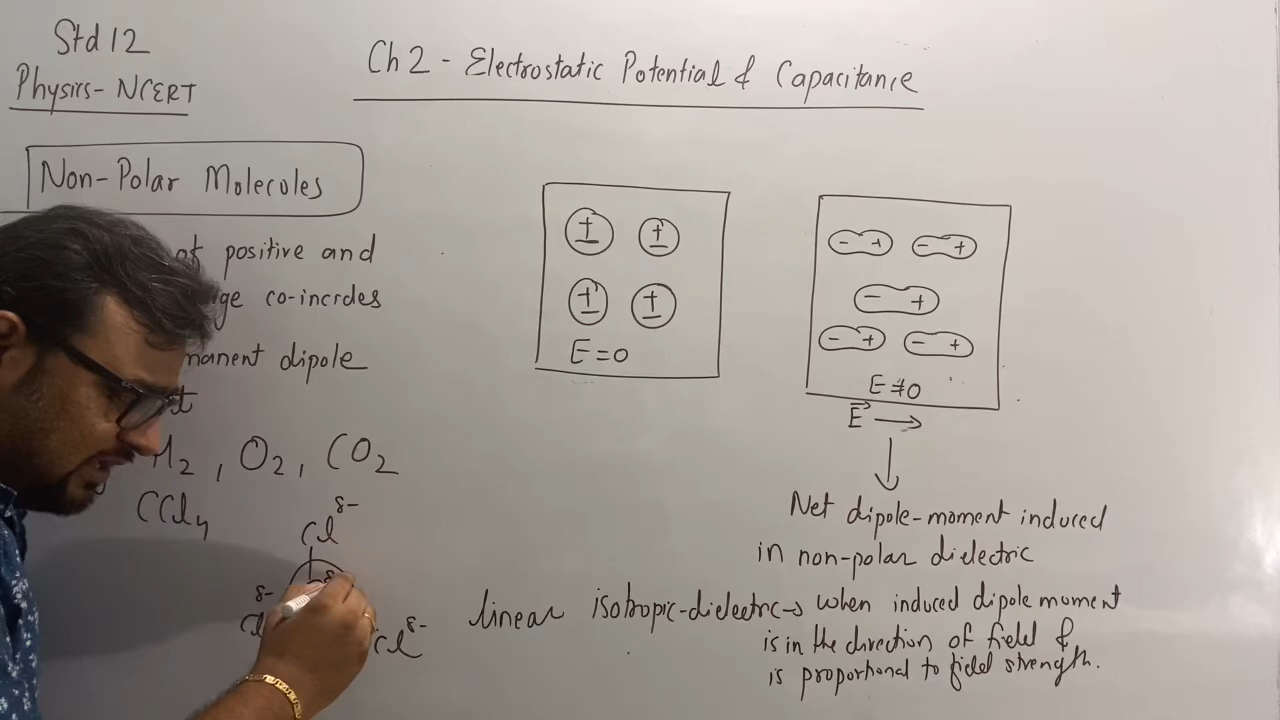 Std 12
Physics- NCERT
Ch 2 - Electrostatic Potential & Capacitance
Non-Polar Molecules
of positive and
co-incides
dipole
H2 , O2, CO2
CCl4
Cl δ-
δ-
Cl
Cl δ-
+ +
- -
+ +
- -
E = 0
- + - +
- +
- + - +
E ≠ 0
E →
Net dipole-moment induced
in non-polar dielectric
linear isotropic-dielectric → when induced dipole moment
is in the direction of field &
is proportional to field strength.